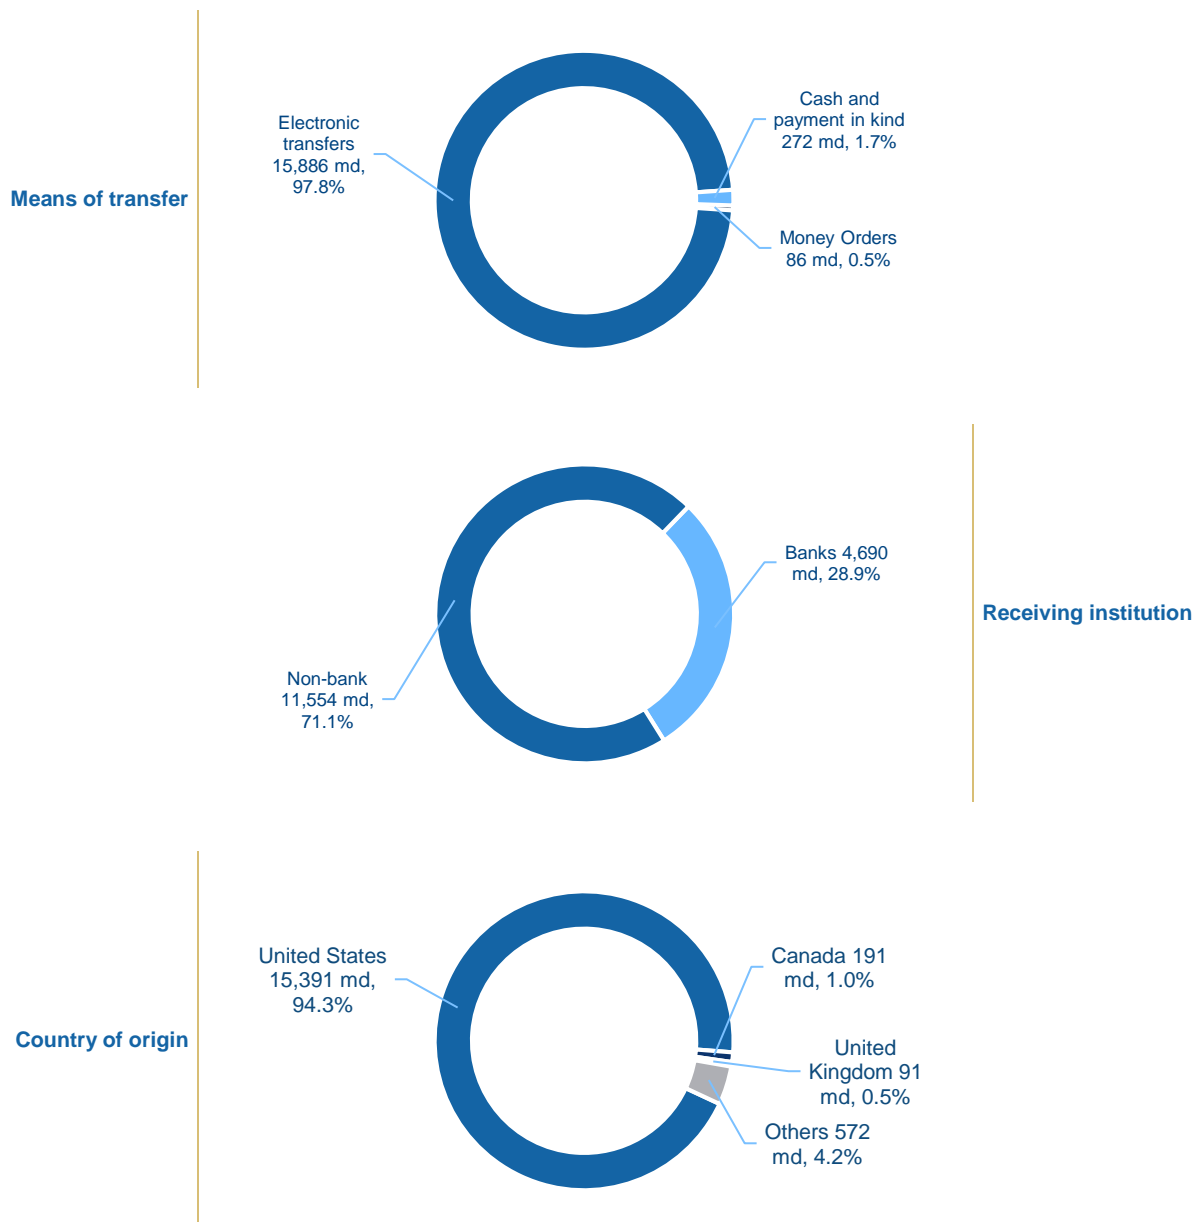 Means of transfer
Electronic
transfers
15,886 md,
97.8%
Cash and
payment in kind
272 md, 1.7%
Money Orders
86 md, 0.5%
Non-bank
11,554 md,
71.1%
Banks 4,690
md, 28.9%
Receiving institution
Country of origin
United States
15,391 md,
94.3%
Canada 191
md, 1.0%
United
Kingdom 91
md, 0.5%
Others 572
md, 4.2%